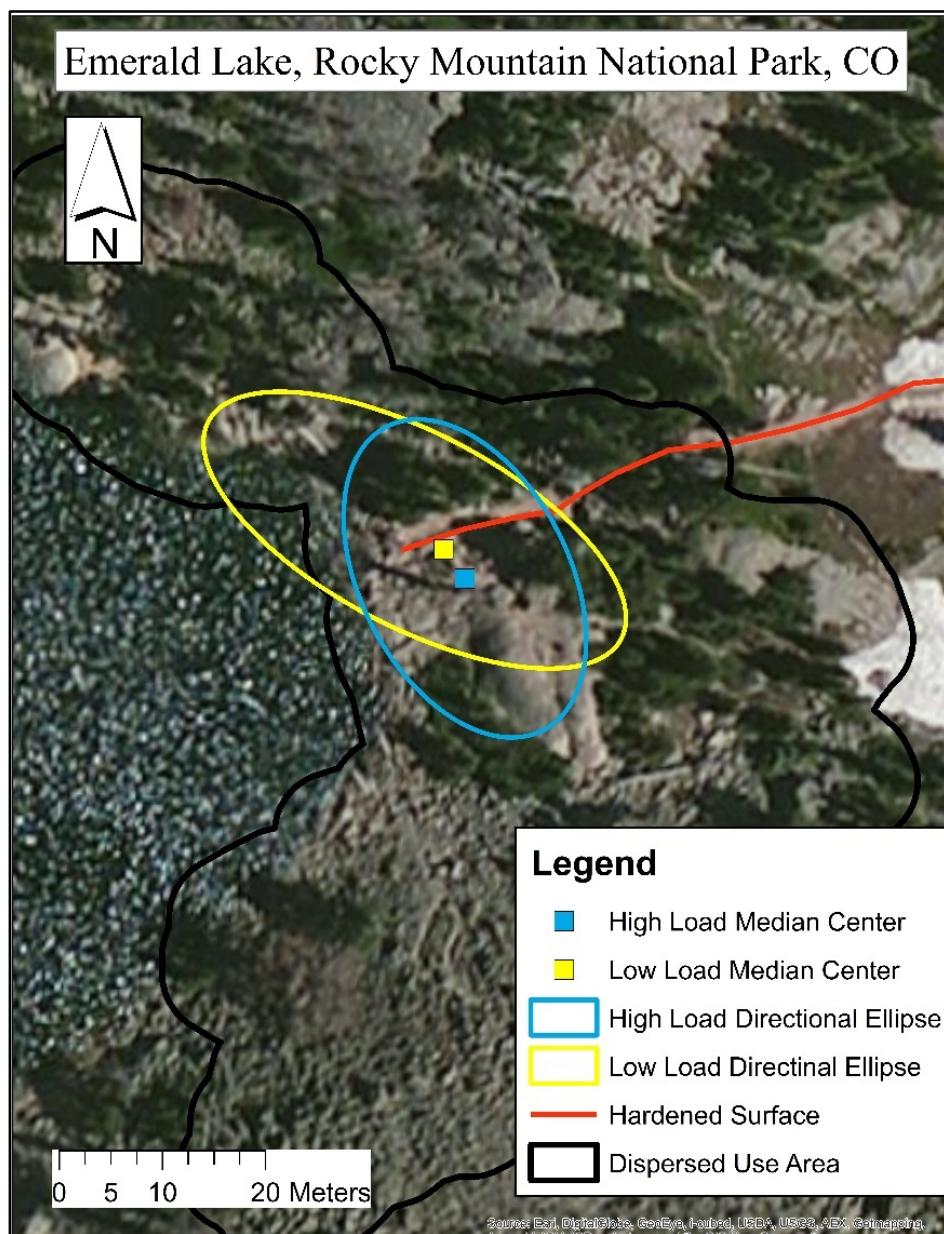 Emerald Lake, Rocky Mountain National Park, CO
N
Legend
High Load Median Center
Low Load Median Center
High Load Directional Ellipse
Low Load Directinal Ellipse
Hardened Surface
Dispersed Use Area
0 5 10 20 Meters
Source: Esri, DigitalGlobe, GeoEye, i-cubed, USDA, USGS, AEX, Getmapping,